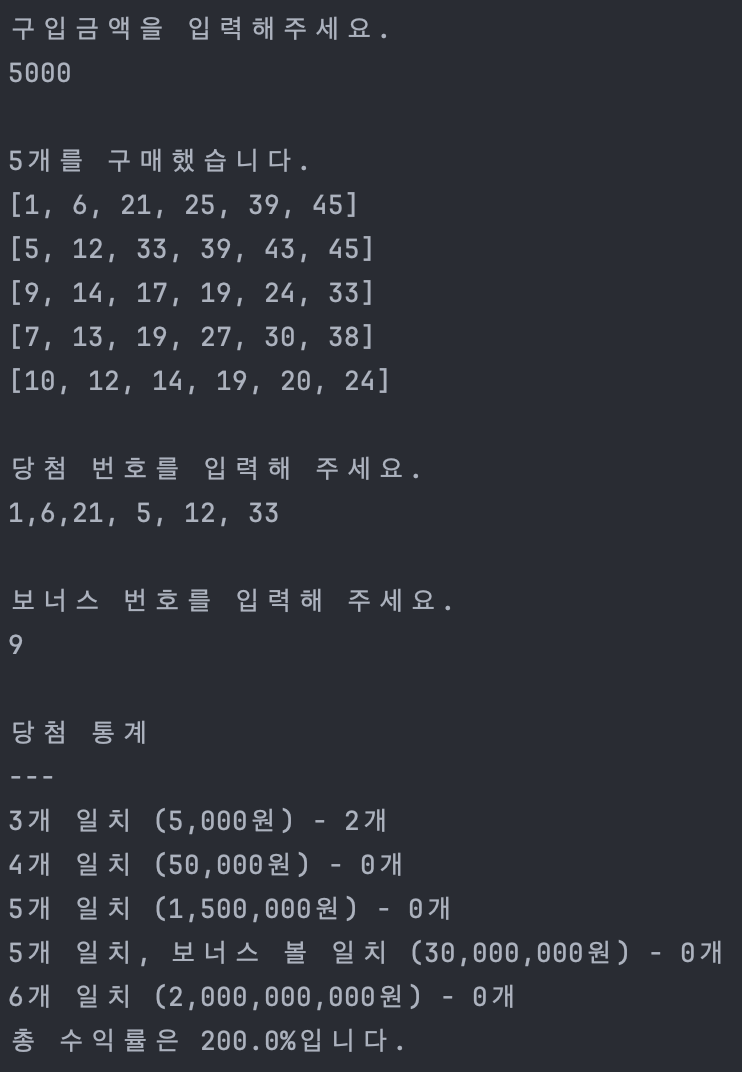 구입금액을 입력해주세요.
5000
5개를 구매했습니다.
[1, 6, 21, 25, 39, 45]
[5, 12, 33, 39, 43, 45]
[9, 14, 17, 19, 24, 33]
[7, 13, 19, 27, 30, 38]
[10, 12, 14, 19, 20, 24]
당첨 번호를 입력해 주세요.
1,6,21, 5, 12, 33
보너스 번호를 입력해 주세요.
9
당첨 통계
---
3개 일치 (5,000원) - 2개
4개 일치 (50,000원) - 0개
5개 일치 (1,500,000원) - 0개
5개 일치, 보너스 볼 일치 (30,000,000원) - 0개
6개 일치 (2,000,000,000원) - 0개
총 수익률은 200.0%입니다.